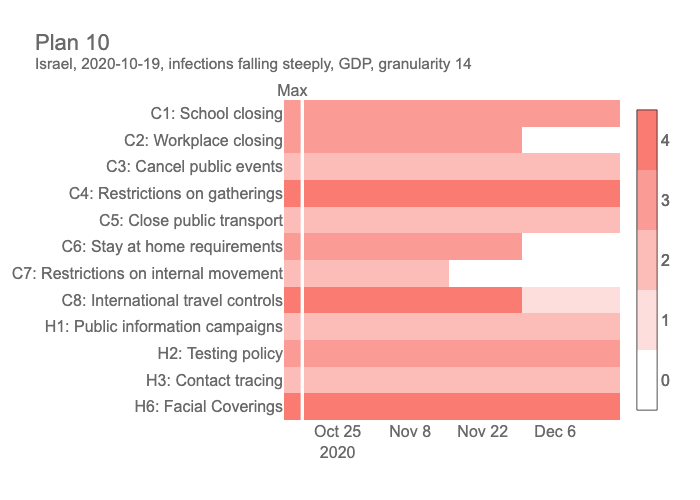 Plan 10
Israel, 2020-10-19, infections falling steeply, GDP, granularity 14
Max
C1: School closing
C2: Workplace closing
C3: Cancel public events
C4: Restrictions on gatherings
C5: Close public transport
C6: Stay at home requirements
C7: Restrictions on internal movement
C8: International travel controls
H1: Public information campaigns
H2: Testing policy
H3: Contact tracing
H6: Facial Coverings
Oct 25 Nov 8 Nov 22 Dec 6
2020
4
3
2
1
0